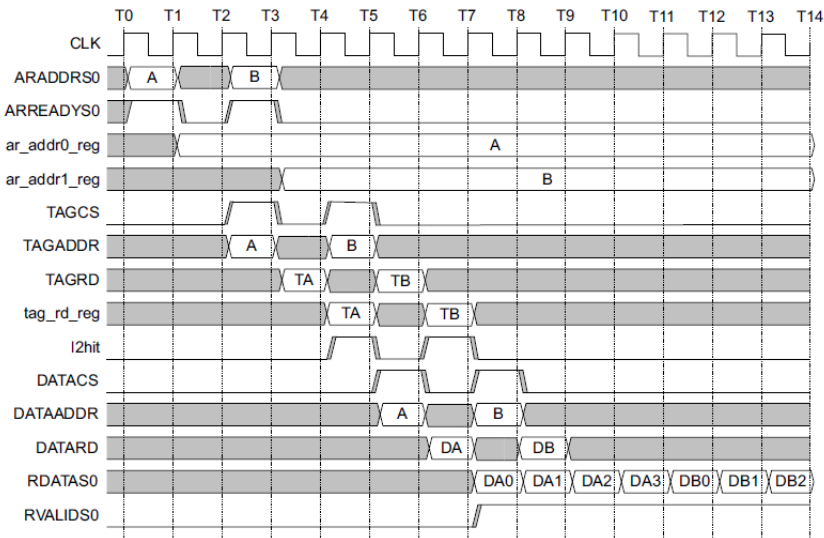 T0 T1 T2 T3 T4 T5 T6 T7 T8 T9 T10 T11 T12 T13 T14
CLK
ARADDRS0 A B
ARREADYS0
ar_addr0_reg A
ar_addr1_reg B
TAGCS
TAGADDR A B
TAGRD TA TB
tag_rd_reg TA TB
l2hit
DATACS
DATAADDR A B
DATARD DA DB
RDATAS0 DA0 DA1 DA2 DA3 DB0 DB1 DB2
RVALIDS0